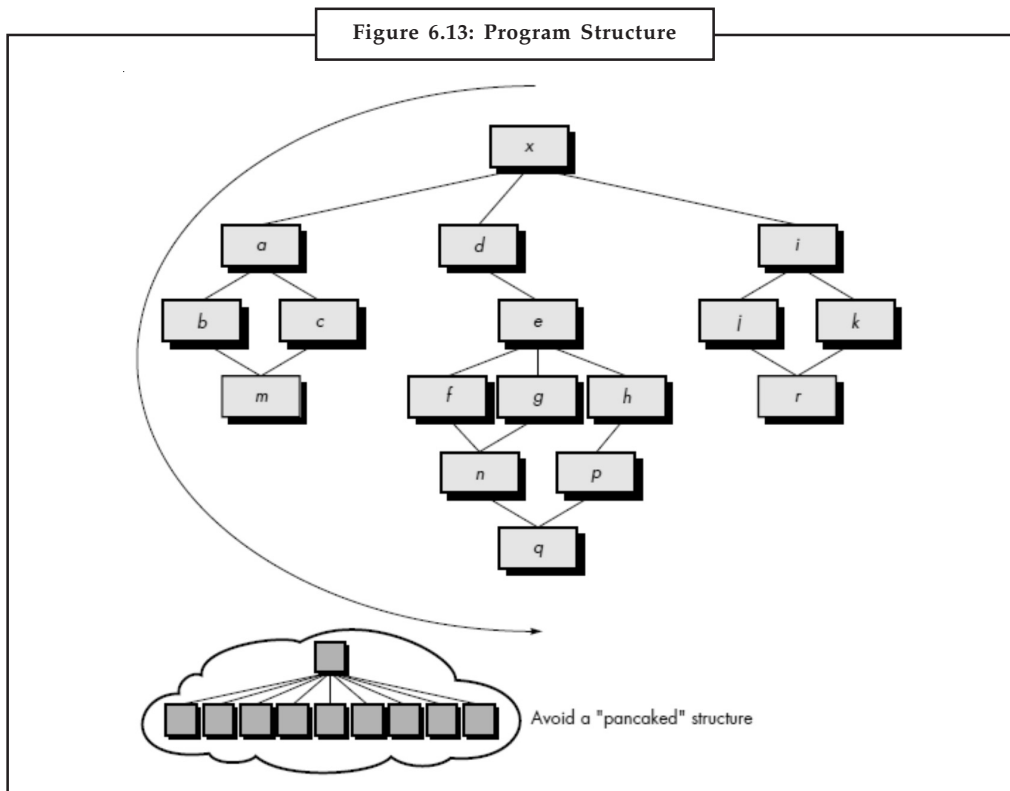 Figure 6.13: Program Structure
x
a d i
b c e j k
m f g h r
n p
q
Avoid a "pancaked" structure